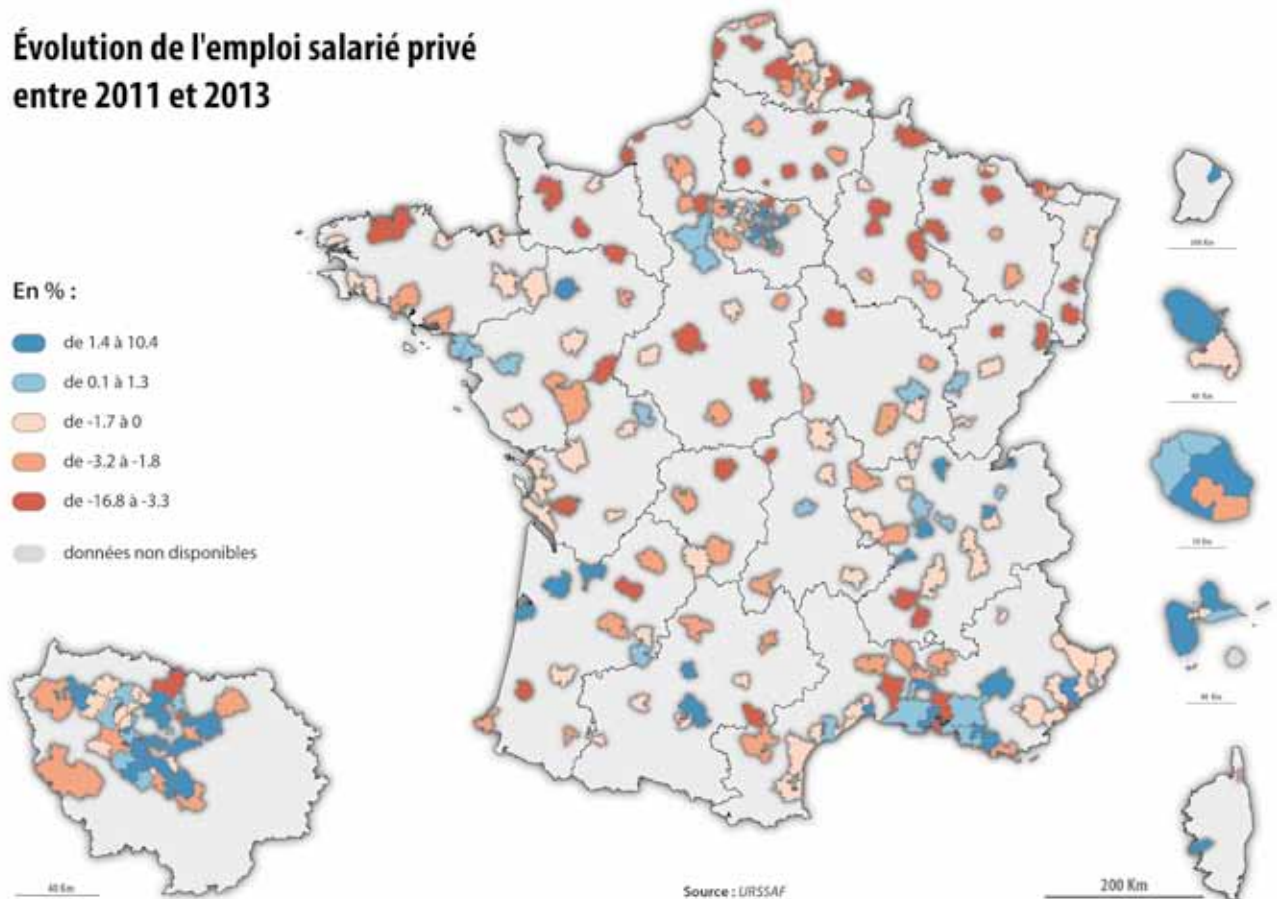 Évolution de l'emploi salarié privé
entre 2011 et 2013
En % :
de 1.4 à 10.4
de 0.1 à 1.3
de -1.7 à 0
de -3.2 à -1.8
de -16.8 à -3.3
données non disponibles
40 Km
Source : URSSAF
200 Km